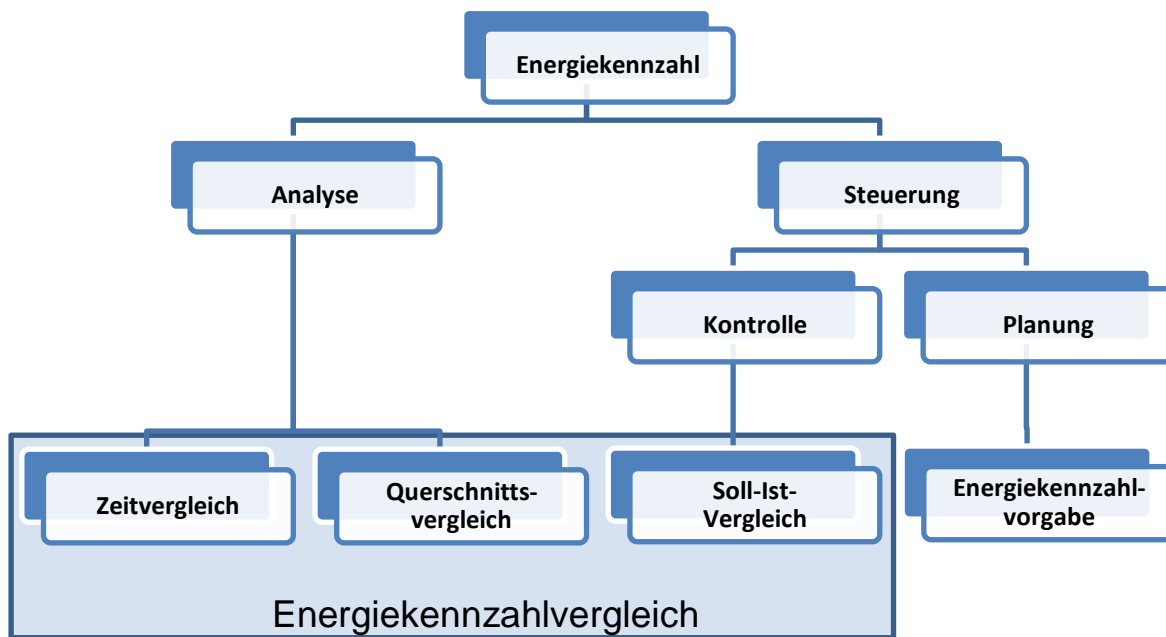 Energiekennzahl
Analyse
Steuerung
Kontrolle
Planung
Zeitvergleich
Querschnitts-
vergleich
Soll-Ist-
Vergleich
Energiekennzahl-
vorgabe
Energiekennzahlvergleich